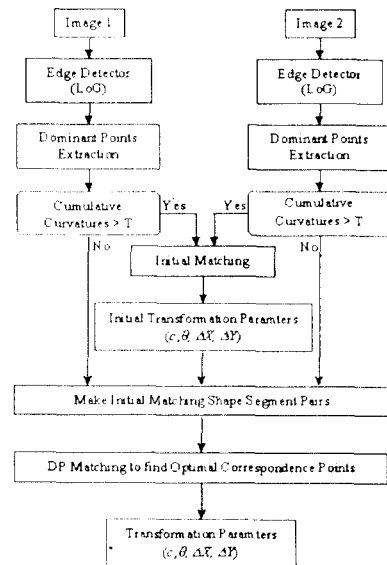 Image 1
Image 2
Edge Detector
(LoG)
Edge Detector
(LoG)
Dominant Points
Extraction
Dominant Points
Extraction
Cumulative
Curvatures > T
Yes
Yes
Cumulative
Curvatures > T
No
No
Initial Matching
Initial Transformation Paramters
(c, θ, ΔX, ΔY)
Make Initial Matching Shape Segment Pairs
DP Matching to find Optimal Correspondence Points
Transformation Paramters
(c, θ, ΔX, ΔY)